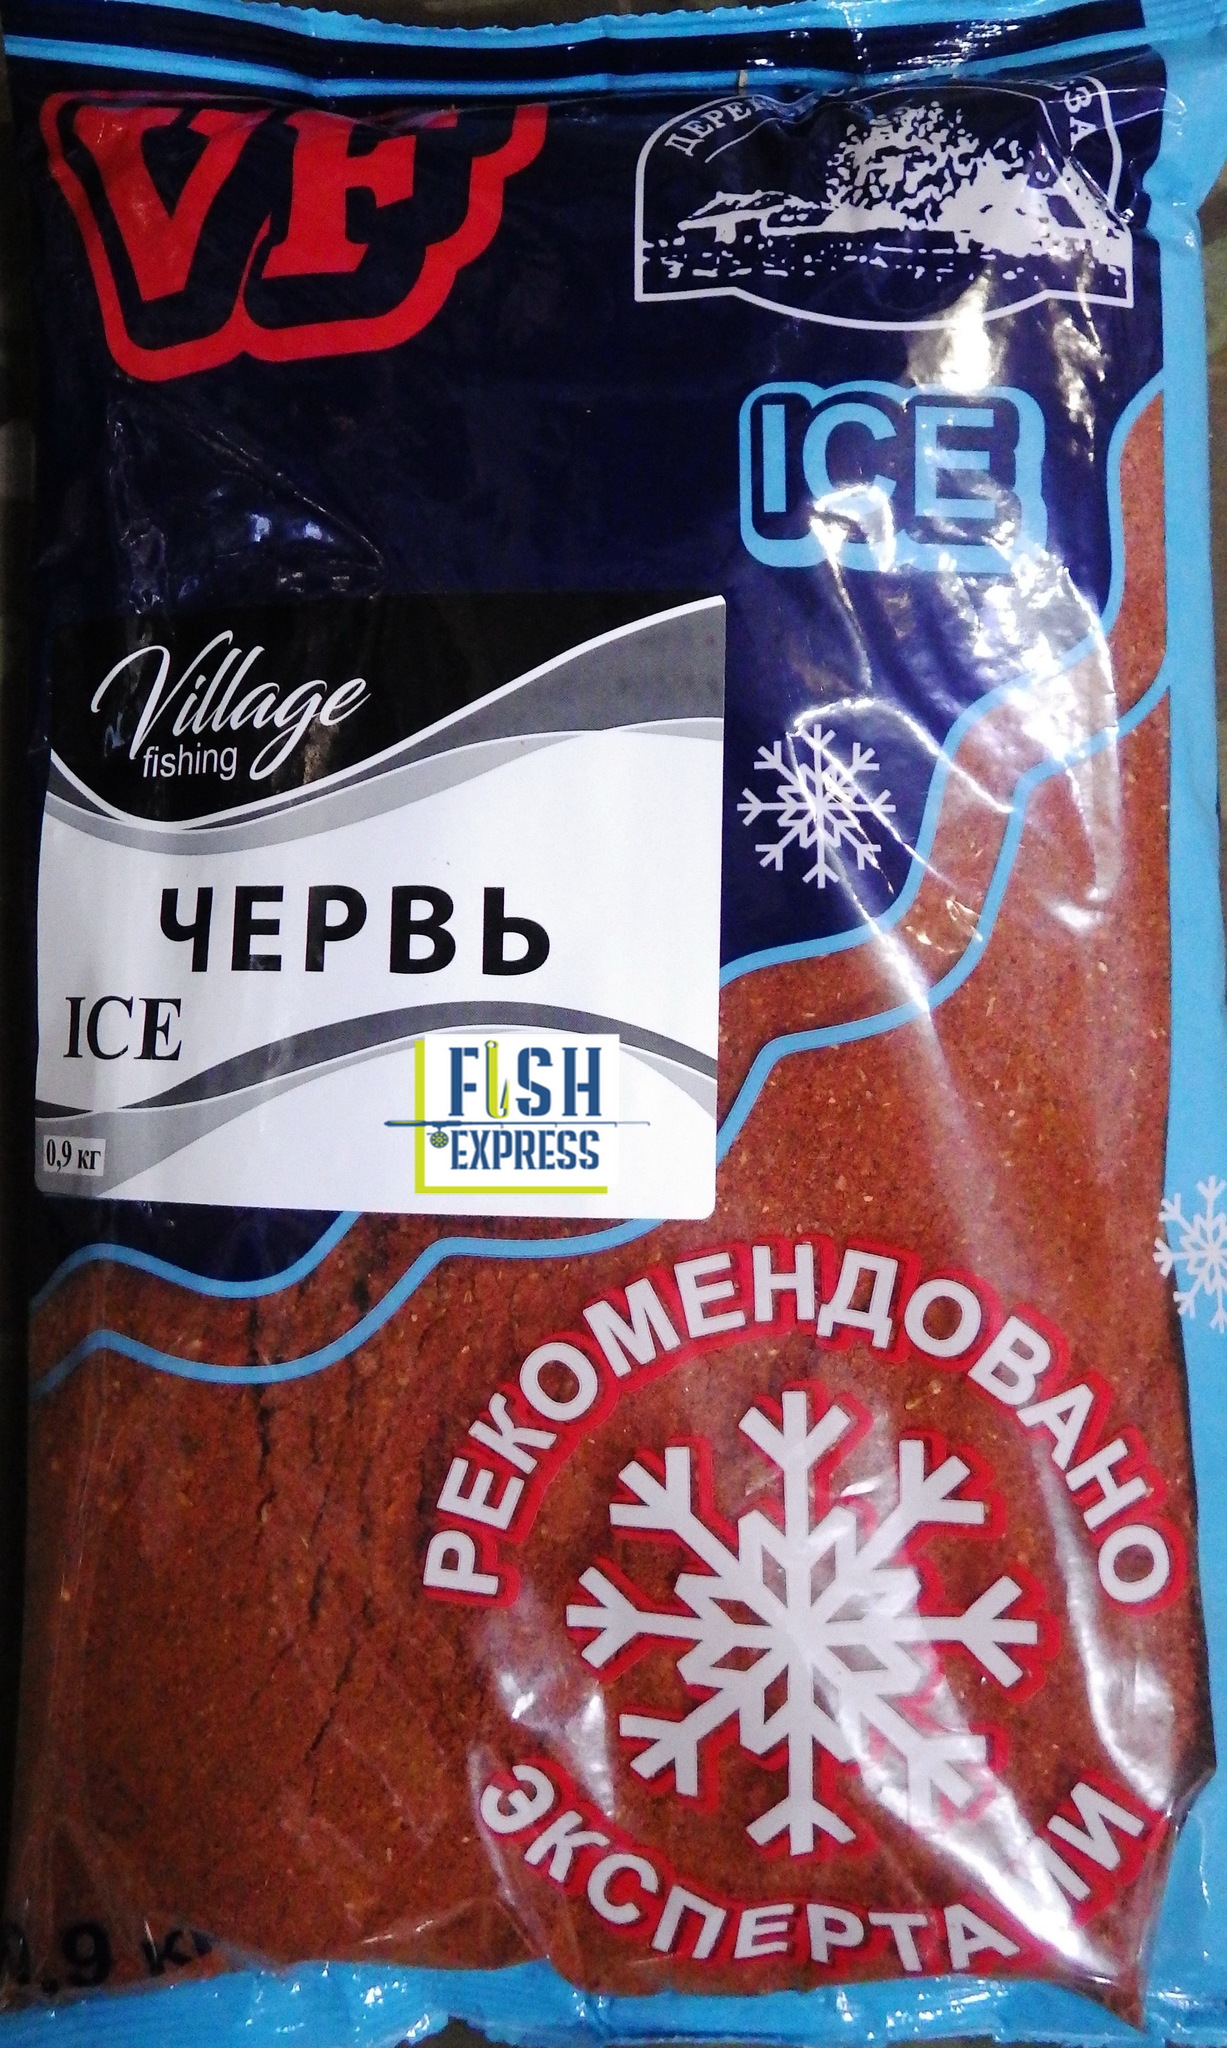 VF
ICE
Village
fishing
ЧЕРВЬ
ICE
0,9 кг
FISH
EXPRESS
РЕКОМЕНДОВАНО
ЭКСПЕРТАМИ